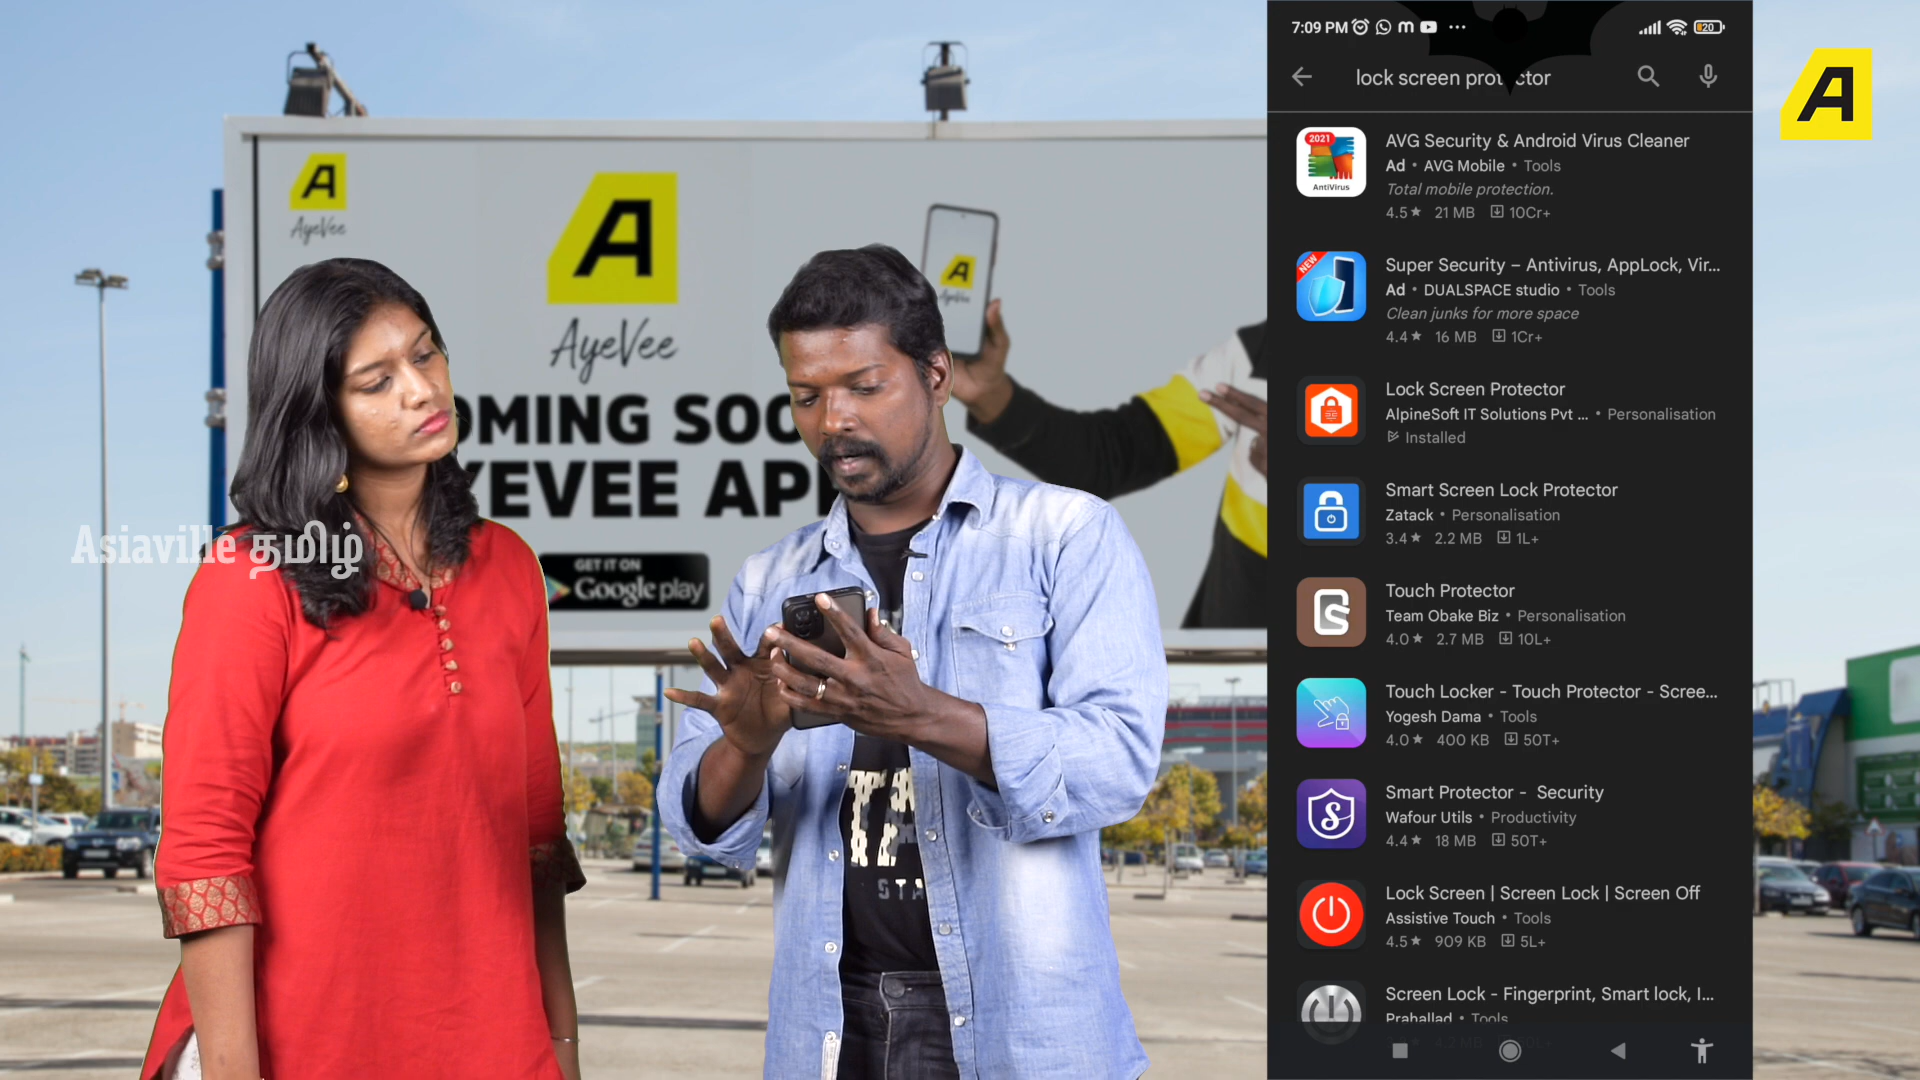 A
AyeVee
A
AyeVee
A
AyeVee
OMING SOO
YEVEE AP
GET IT ON
Google play
Asiaville தமிழ்
STA
A
7:09 PM
20
lock screen prot ctor
2021
AntiVirus
AVG Security & Android Virus Cleaner
Ad • AVG Mobile • Tools
Total mobile protection.
4.5★ 21 MB 10Cr+
NEW
Super Security – Antivirus, AppLock, Vir...
Ad • DUALSPACE studio • Tools
Clean junks for more space
4.4★ 16 MB 1Cr+
Lock Screen Protector
AlpineSoft IT Solutions Pvt ... • Personalisation
Installed
Smart Screen Lock Protector
Zatack • Personalisation
3.4★ 2.2 MB 1L+
Touch Protector
Team Obake Biz • Personalisation
4.0★ 2.7 MB 10L+
Touch Locker - Touch Protector - Scree...
Yogesh Dama • Tools
4.0★ 400 KB 50T+
Smart Protector - Security
Wafour Utils • Productivity
4.4★ 18 MB 50T+
Lock Screen | Screen Lock | Screen Off
Assistive Touch • Tools
4.5★ 909 KB 5L+
Screen Lock - Fingerprint, Smart lock, I...
Prahallad • Tools